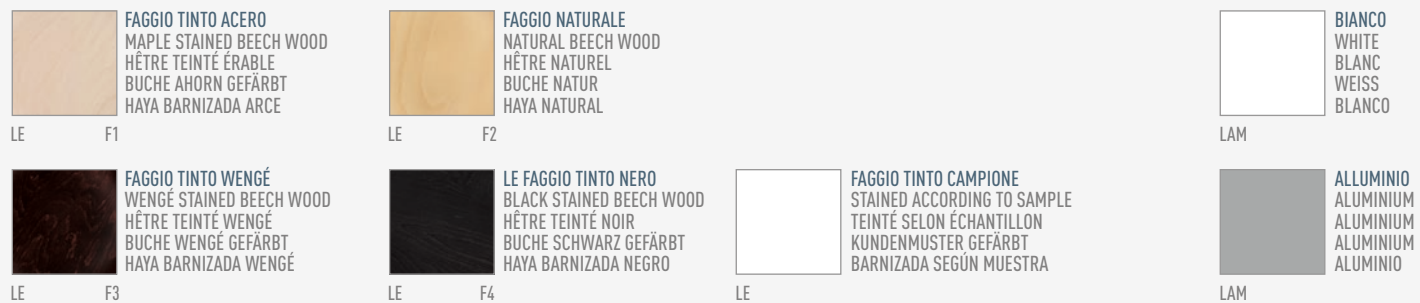 FAGGIO TINTO ACERO
MAPLE STAINED BEECH WOOD
HÊTRE TEINTÉ ÉRABLE
BUCHE AHORN GEFÄRBT
HAYA BARNIZADA ARCE
LE F1
FAGGIO NATURALE
NATURAL BEECH WOOD
HÊTRE NATUREL
BUCHE NATUR
HAYA NATURAL
LE F2
BIANCO
WHITE
BLANC
WEISS
BLANCO
LAM
FAGGIO TINTO WENGÉ
WENGÉ STAINED BEECH WOOD
HÊTRE TEINTÉ WENGÉ
BUCHE WENGÉ GEFÄRBT
HAYA BARNIZADA WENGÉ
LE F3
LE FAGGIO TINTO NERO
BLACK STAINED BEECH WOOD
HÊTRE TEINTÉ NOIR
BUCHE SCHWARZ GEFÄRBT
HAYA BARNIZADA NEGRO
LE F4
FAGGIO TINTO CAMPIONE
STAINED ACCORDING TO SAMPLE
TEINTÉ SELON ÉCHANTILLON
KUNDENMUSTER GEFÄRBT
BARNIZADA SEGÚN MUESTRA
LE
ALLUMINIO
ALUMINIUM
ALUMINIUM
ALUMINIUM
ALUMINIO
LAM